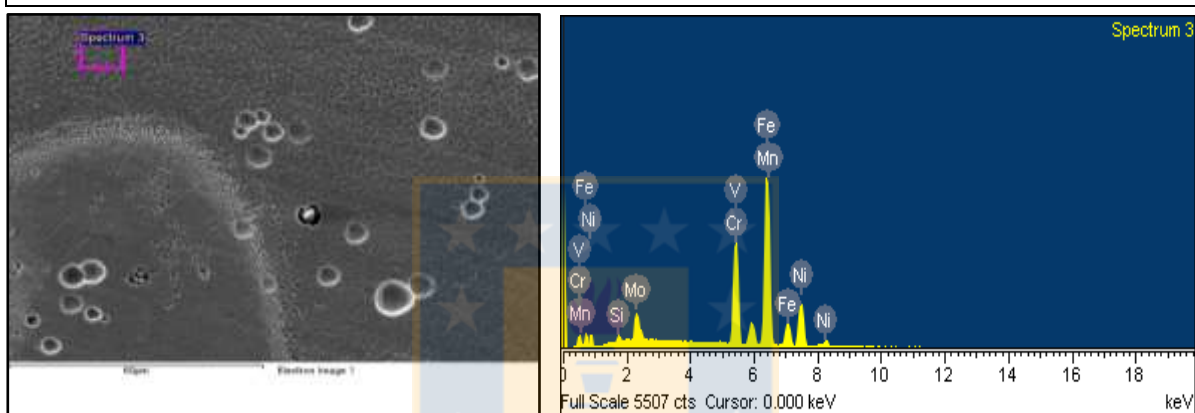 Spectrum 3
60µm
Electron Image 1
Spectrum 3
Fe
Mn
Fe
Ni
V
Cr
Mn
Si
Mo
V
Cr
Fe
Ni
Ni
0 2 4 6 8 10 12 14 16 18
Full Scale 5507 cts Cursor: 0.000 keV
keV